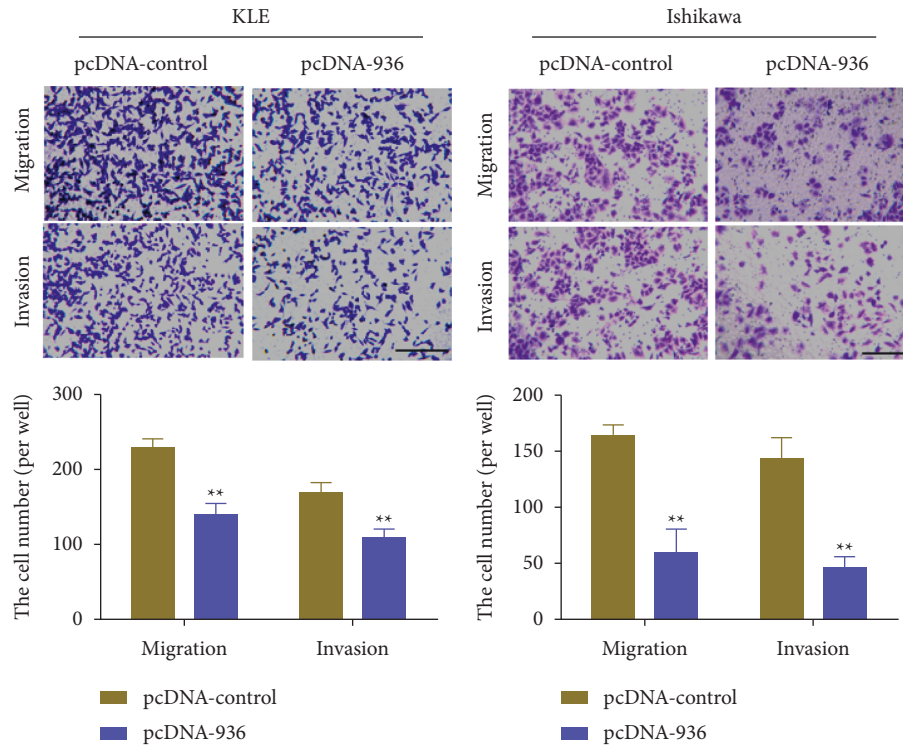 KLE
pcDNA-control pcDNA-936
Migration
Invasion
The cell number (per well)
300
200
100
0
**
**
Migration Invasion
pcDNA-control
pcDNA-936
Ishikawa
pcDNA-control pcDNA-936
Migration
Invasion
The cell number (per well)
200
150
100
50
0
**
**
Migration Invasion
pcDNA-control
pcDNA-936